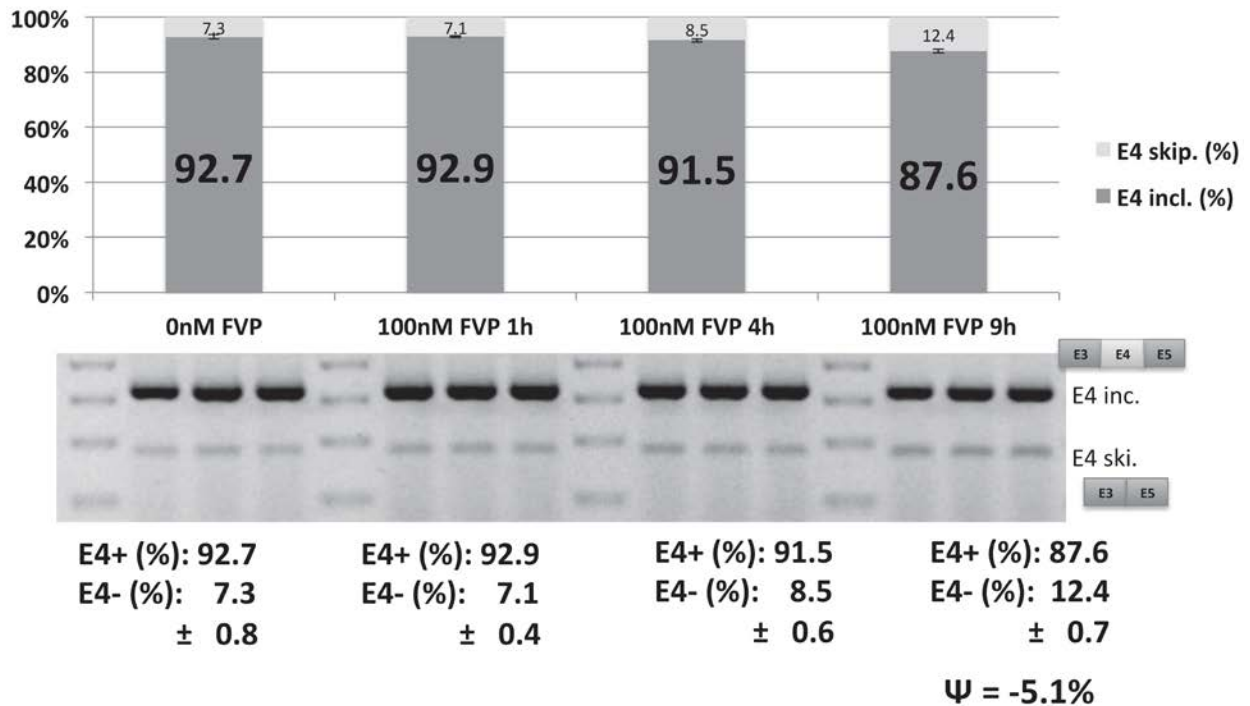 100%
7.3
7.1
8.5
12.4
80%
60%
92.7
92.9
91.5
87.6
E4 skip. (%)
40%
E4 incl. (%)
20%
0%
0nM FVP
100nM FVP 1h
100nM FVP 4h
100nM FVP 9h
E3 E4 E5
E4 inc.
E4 ski.
E3 E5
E4+ (%): 92.7
E4- (%): 7.3
± 0.8
E4+ (%): 92.9
E4- (%): 7.1
± 0.4
E4+ (%): 91.5
E4- (%): 8.5
± 0.6
E4+ (%): 87.6
E4- (%): 12.4
± 0.7
Ψ = -5.1%